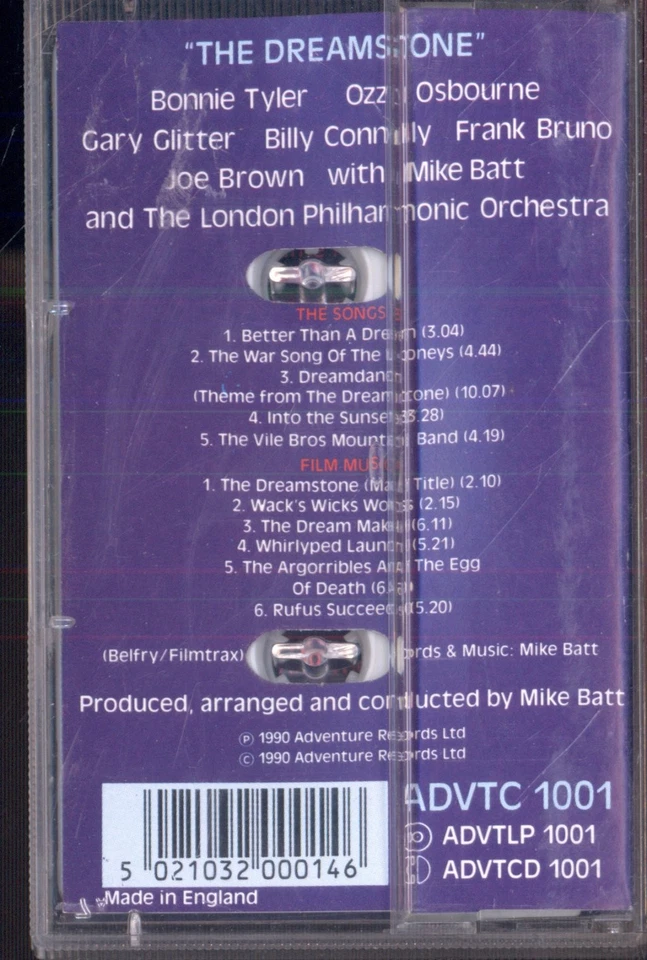 “THE DREAMSTONE”
Bonnie Tyler Ozzy Osbourne
Gary Glitter Billy Connolly Frank Bruno
Joe Brown with Mike Batt
and The London Philharmonic Orchestra
THE SONGS
1. Better Than A Dream (3.04)
2. The War Song Of The Urpneys (4.44)
3. Dreamdance
(Theme from The Dreamstone) (10.07)
4. Into the Sunset (3.28)
5. The Vile Bros Mountain Band (4.19)
FILM MUSIC
1. The Dreamstone (Main Title) (2.10)
2. Wack's Wicks Works (2.15)
3. The Dream Maker (6.11)
4. Whirlyped Launch (5.21)
5. The Argorribles And The Egg
Of Death
6. Rufus Succeeds (15.20)
(Belfry/Filmtrax) Words & Music: Mike Batt
Produced, arranged and conducted by Mike Batt
℗ 1990 Adventure Records Ltd
© 1990 Adventure Records Ltd
ADVTC 1001
ADVTLP 1001
ADVTCD 1001
5 021032 000146
Made in England